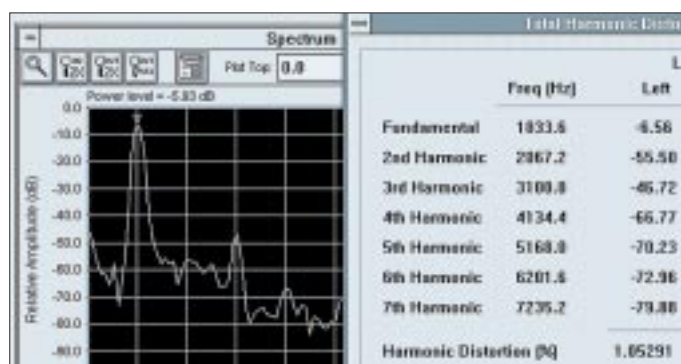 Spectrum
Plot Top: 0.0
Power level = -5.83 dB
Relative Amplitude (dB)
0.0
-10.0
-20.0
-30.0
-40.0
-50.0
-60.0
-70.0
-80.0
-90.0
Total Harmonic
L
Freq (Hz) Left
Fundamental 1033.6 -6.56
2nd Harmonic 2067.2 -55.50
3rd Harmonic 3100.8 -46.72
4th Harmonic 4134.4 -66.77
5th Harmonic 5168.0 -70.23
6th Harmonic 6201.6 -72.96
7th Harmonic 7235.2 -79.88
Harmonic Distortion (%) 1.05291